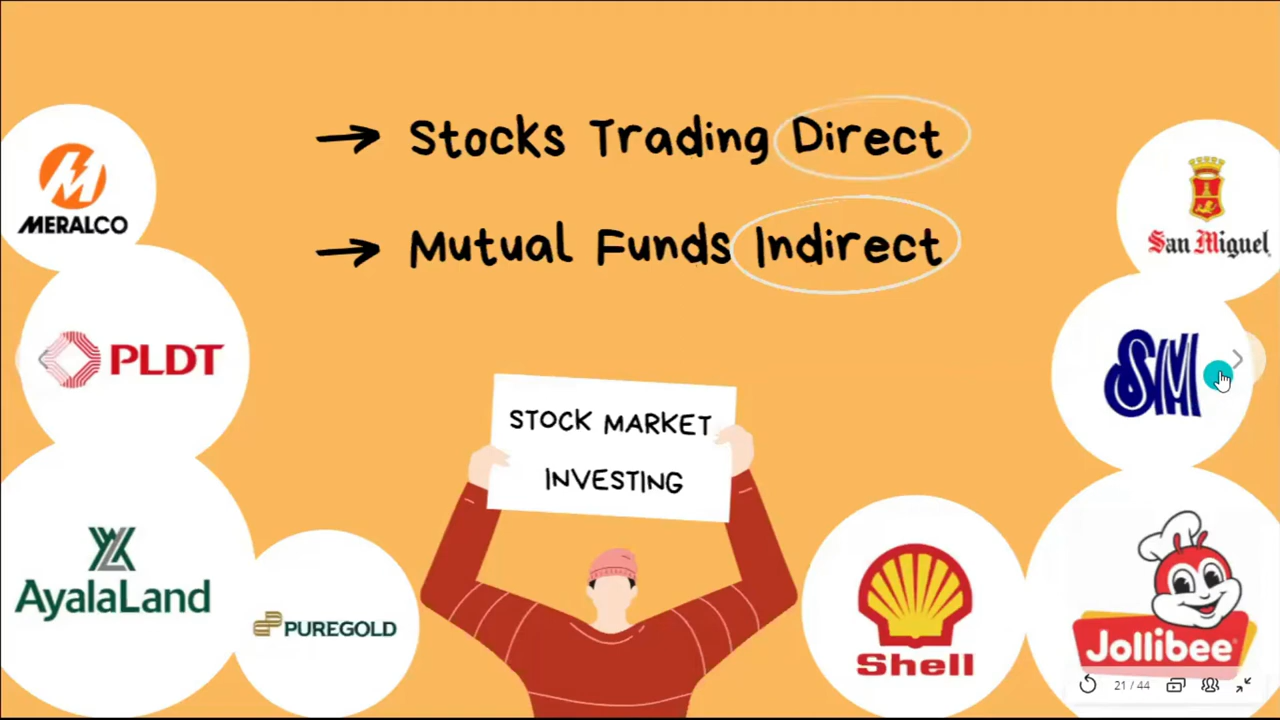 → Stocks Trading Direct
→ Mutual Funds Indirect
MERALCO
San Miguel
PLDT
SM
STOCK MARKET
INVESTING
AyalaLand
PUREGOLD
Shell
Jollibee
21 / 44